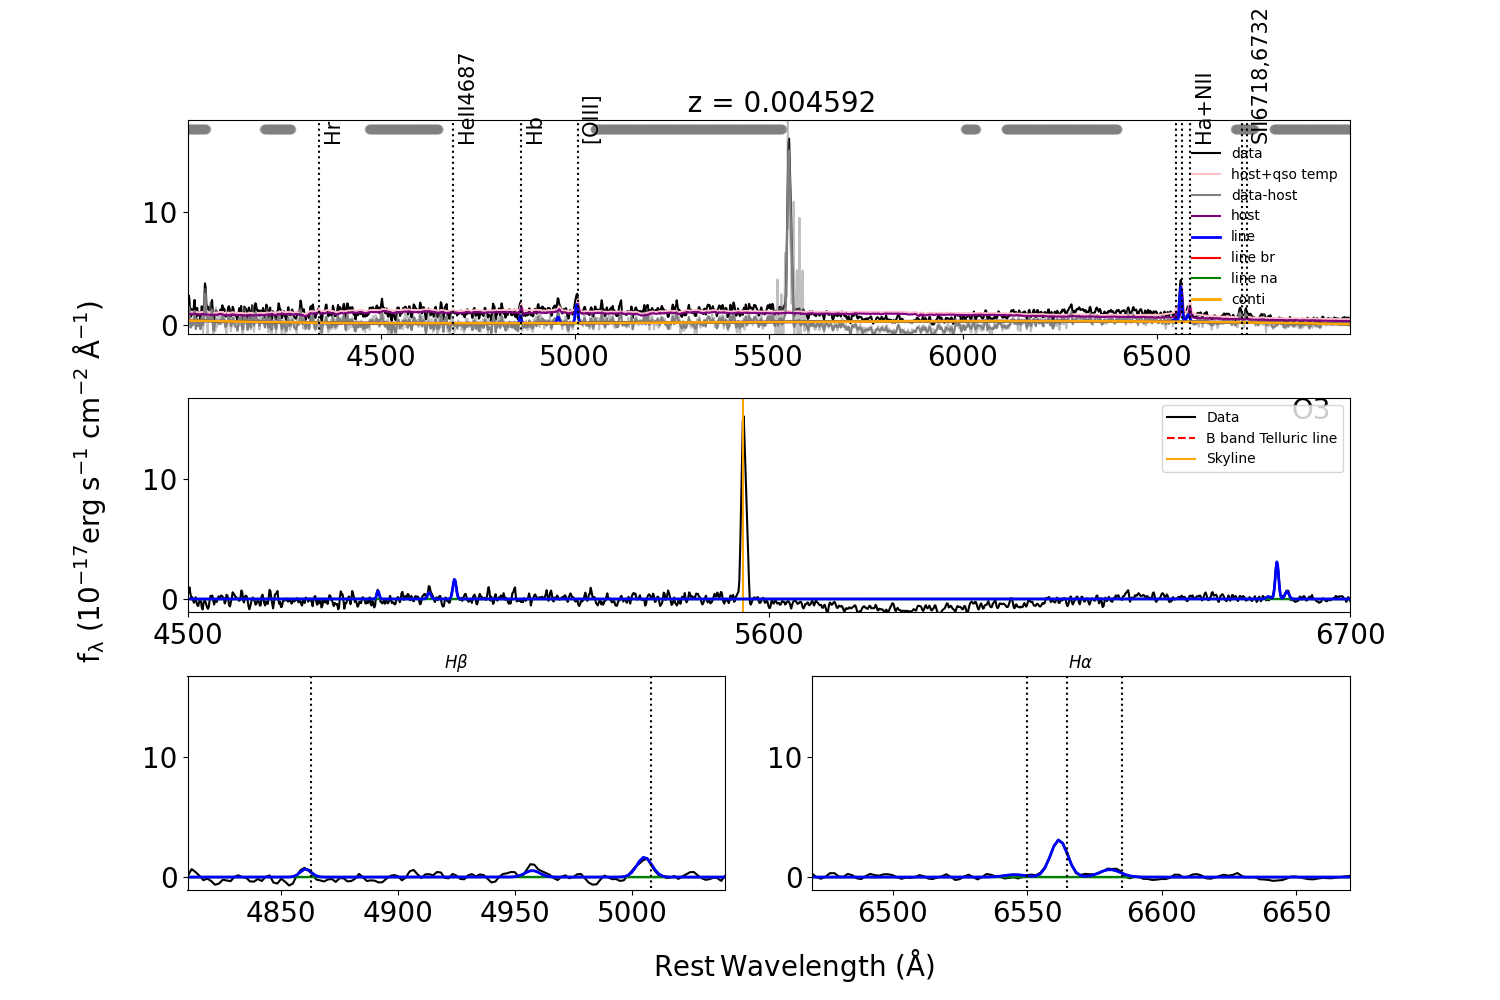 z = 0.004592
Hr
HeII4687
Hb
[OIII]
Ha+NII
SII6718,6732
data
host+qso temp
data-host
host
line
line br
line na
conti
10
0
4500
5000
5500
6000
6500
O3
Data
B band Telluric line
Skyline
10
0
4500
5600
6700
fλ (10⁻¹⁷erg s⁻¹ cm⁻² Å⁻¹)
Hβ
10
0
4850
4900
4950
5000
Hα
10
0
6500
6550
6600
6650
Rest Wavelength (Å)